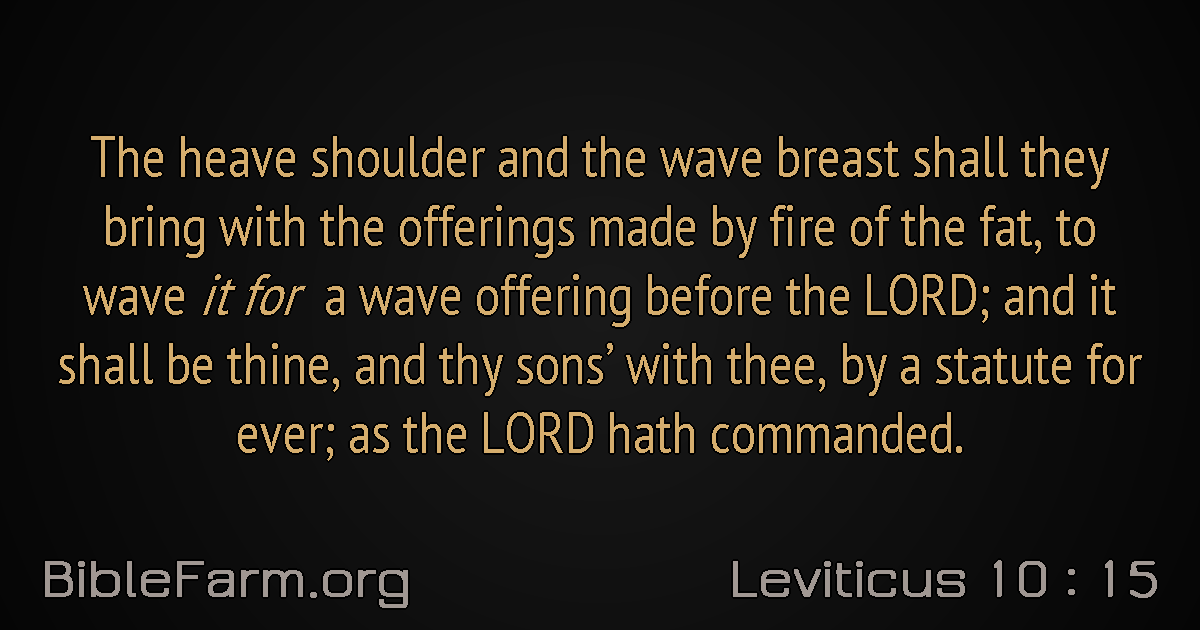 The heave shoulder and the wave breast shall they
bring with the offerings made by fire of the fat, to
wave it for a wave offering before the LORD; and it
shall be thine, and thy sons’ with thee, by a statute for
ever; as the LORD hath commanded.
BibleFarm.org
Leviticus 10 : 15